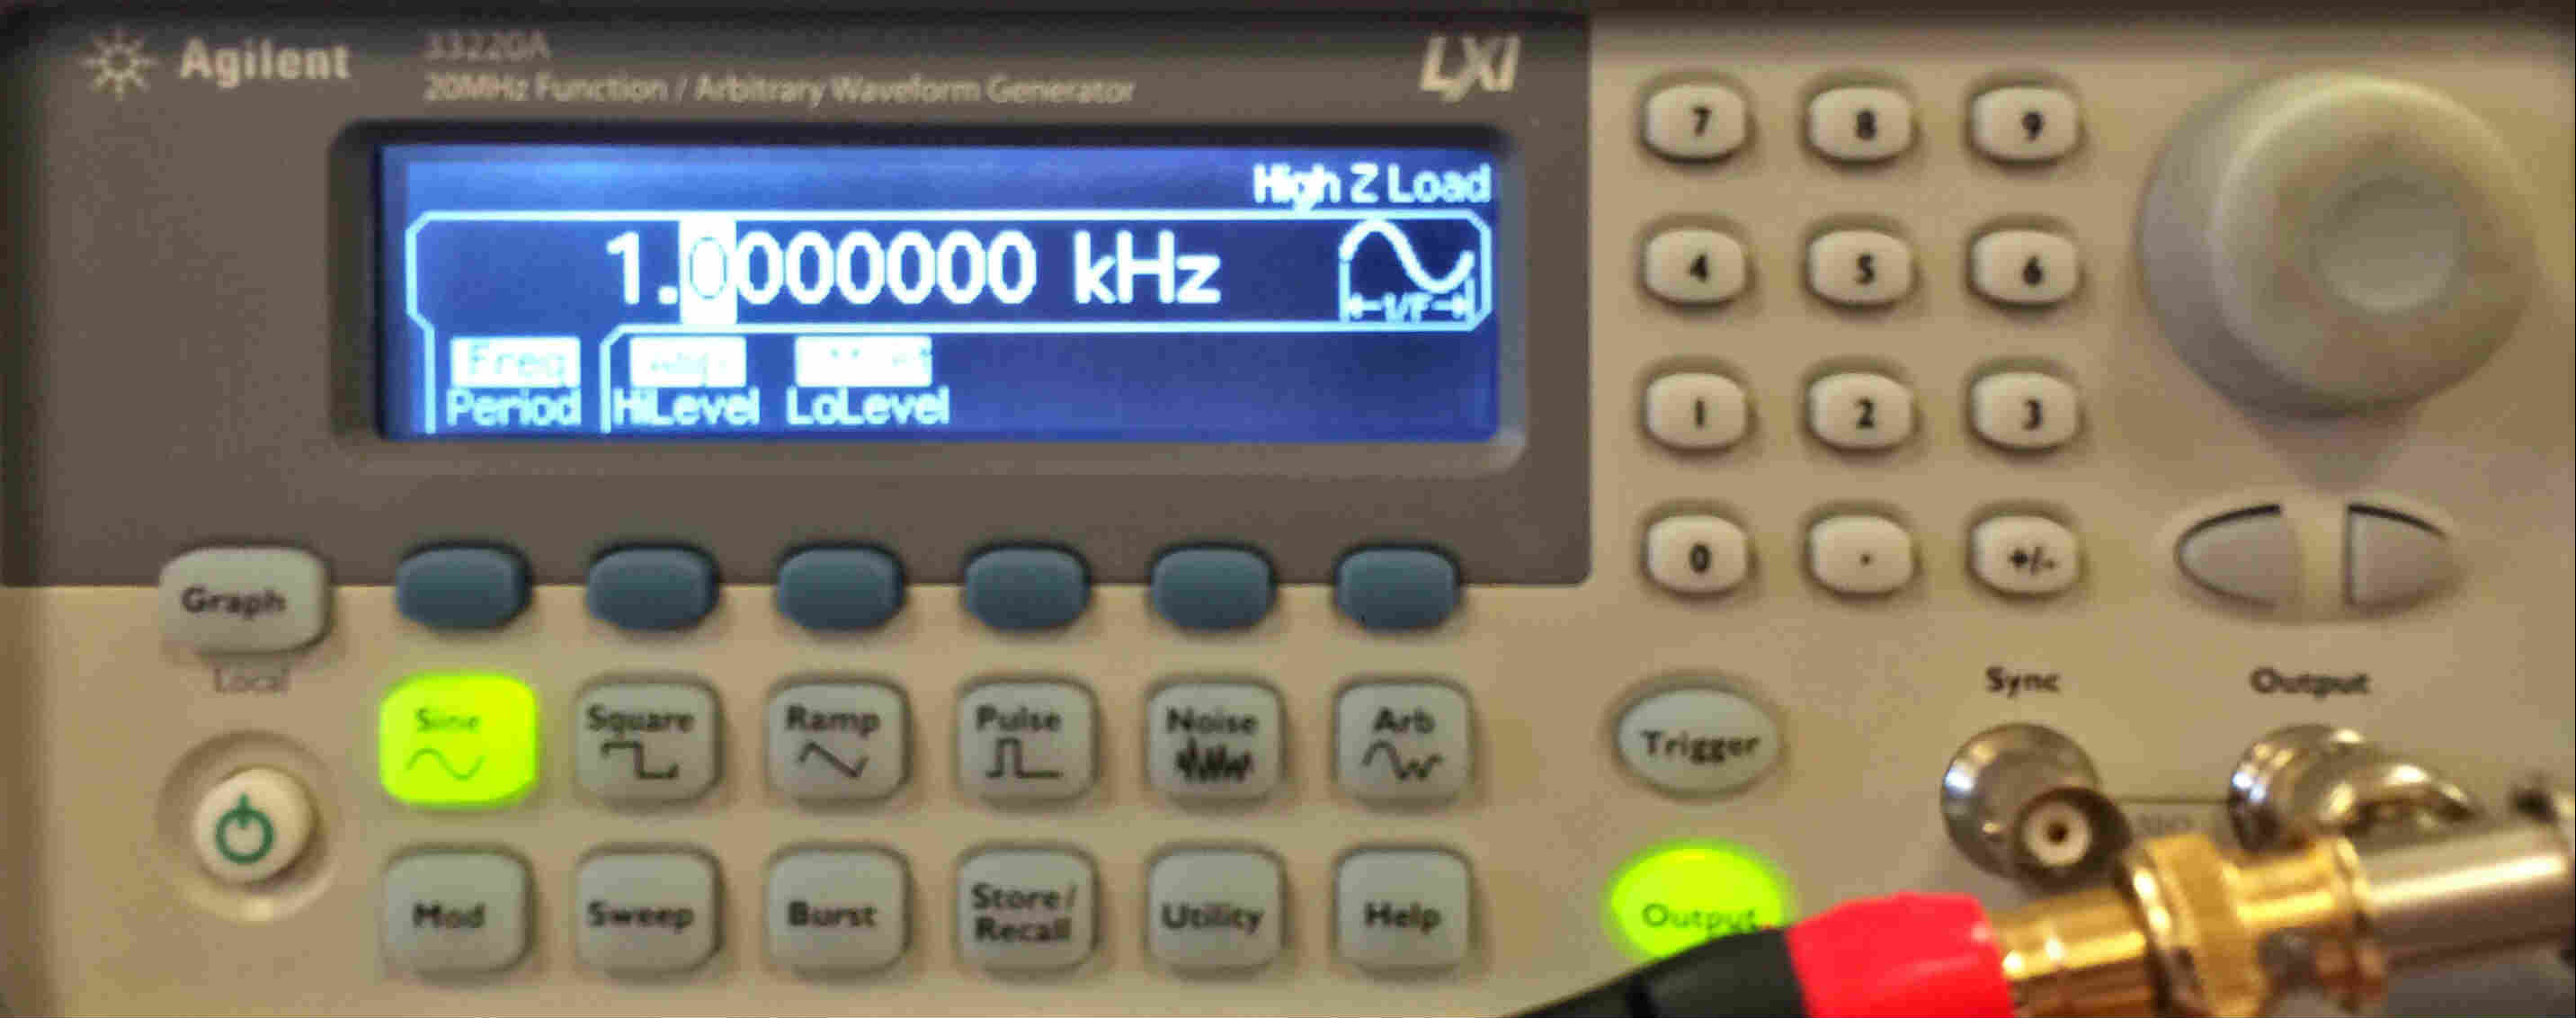 Agilent
33220A
20MHz Function / Arbitrary Waveform Generator
LXI
High Z Load
1.0000000 kHz
1/F
Freq
Period HiLevel LoLevel
7 8 9
4 5 6
1 2 3
0 . +/-
Graph
Local
Sine Square Ramp Pulse Noise Arb
Mod Sweep Burst Store/
Recall Utility Help
Trigger
Output
Sync Output